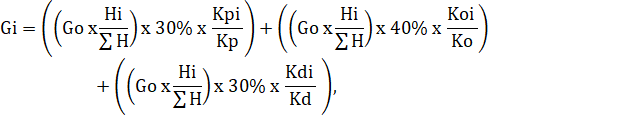 Gi = ((Go x Hi/∑ H) x 30% x Kpi/Kp) + ((Go x Hi/∑ H) x 40% x Koi/Ko)
+ ((Go x Hi/∑ H) x 30% x Kdi/Kd ),